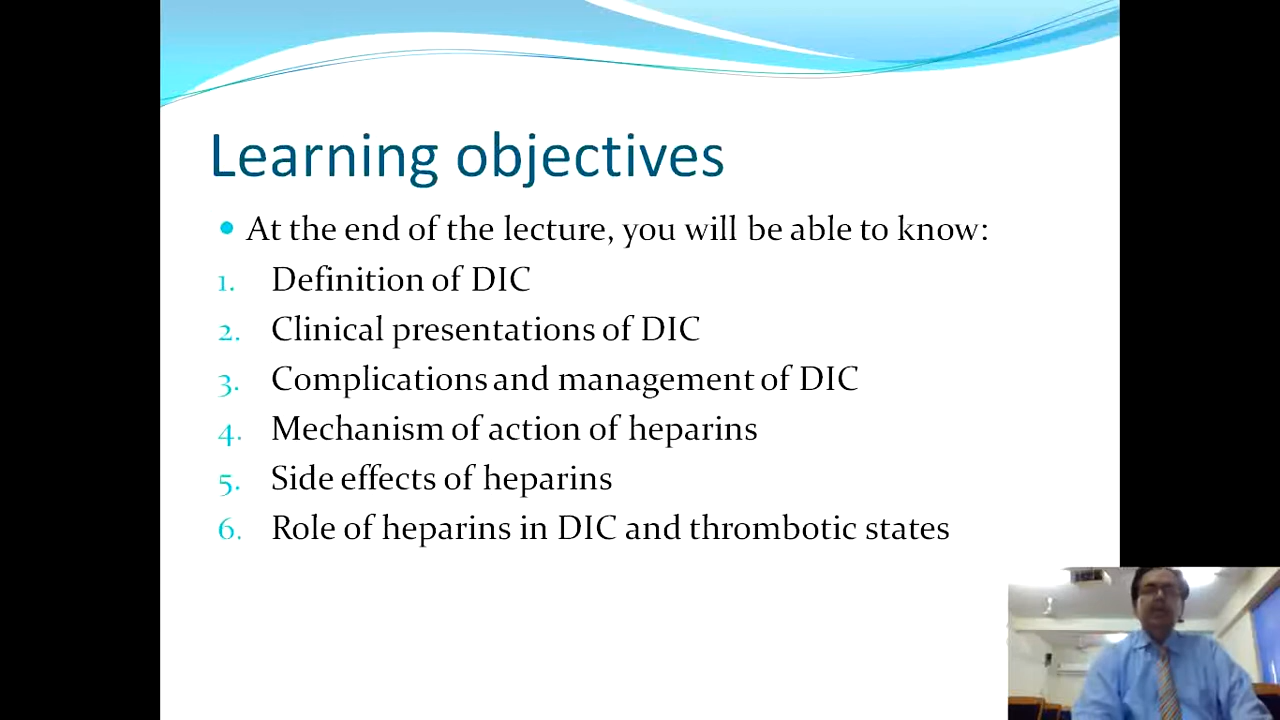 Learning objectives
• At the end of the lecture, you will be able to know:
1. Definition of DIC
2. Clinical presentations of DIC
3. Complications and management of DIC
4. Mechanism of action of heparins
5. Side effects of heparins
6. Role of heparins in DIC and thrombotic states